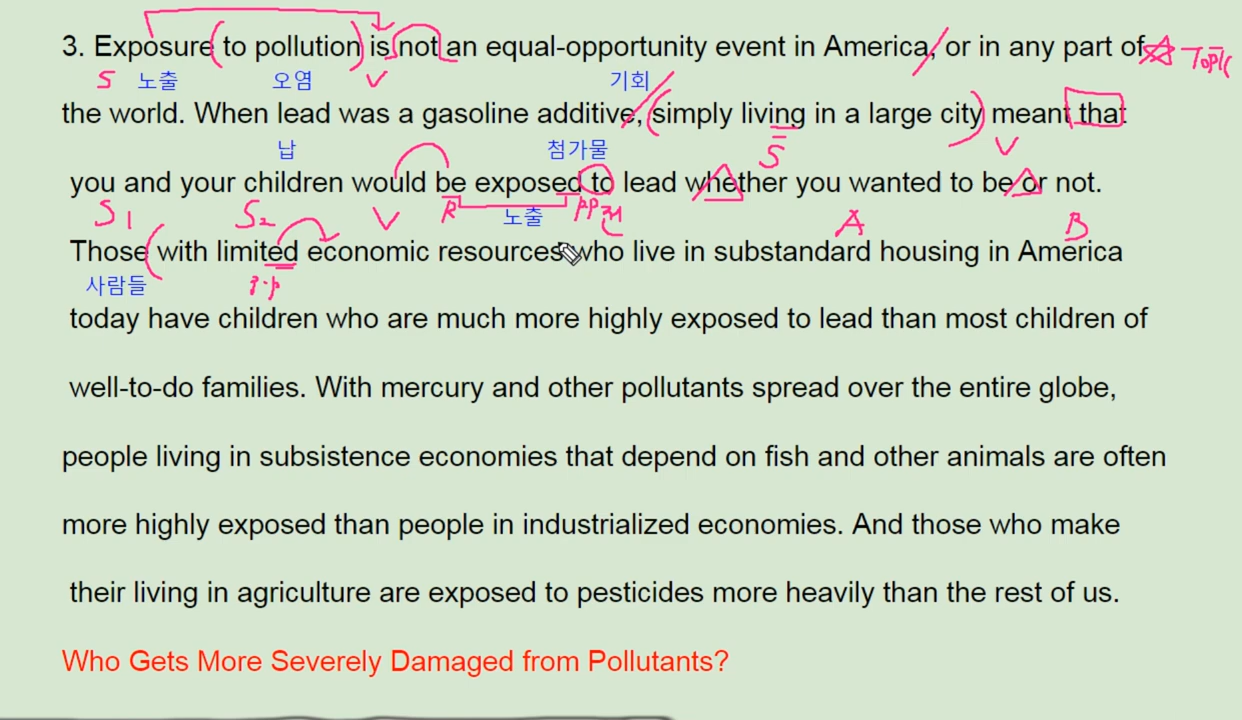 3. Exposure to pollution is not an equal-opportunity event in America, or in any part of Topic
S 노출 오염 V 기회
the world. When lead was a gasoline additive, simply living in a large city meant that
납 첨가물 S V
you and your children would be exposed to lead whether you wanted to be or not.
S1 S2 V R 노출 PP 전 A B
Those with limited economic resources who live in substandard housing in America
사람들 P.P
today have children who are much more highly exposed to lead than most children of
well-to-do families. With mercury and other pollutants spread over the entire globe,
people living in subsistence economies that depend on fish and other animals are often
more highly exposed than people in industrialized economies. And those who make
their living in agriculture are exposed to pesticides more heavily than the rest of us.
Who Gets More Severely Damaged from Pollutants?